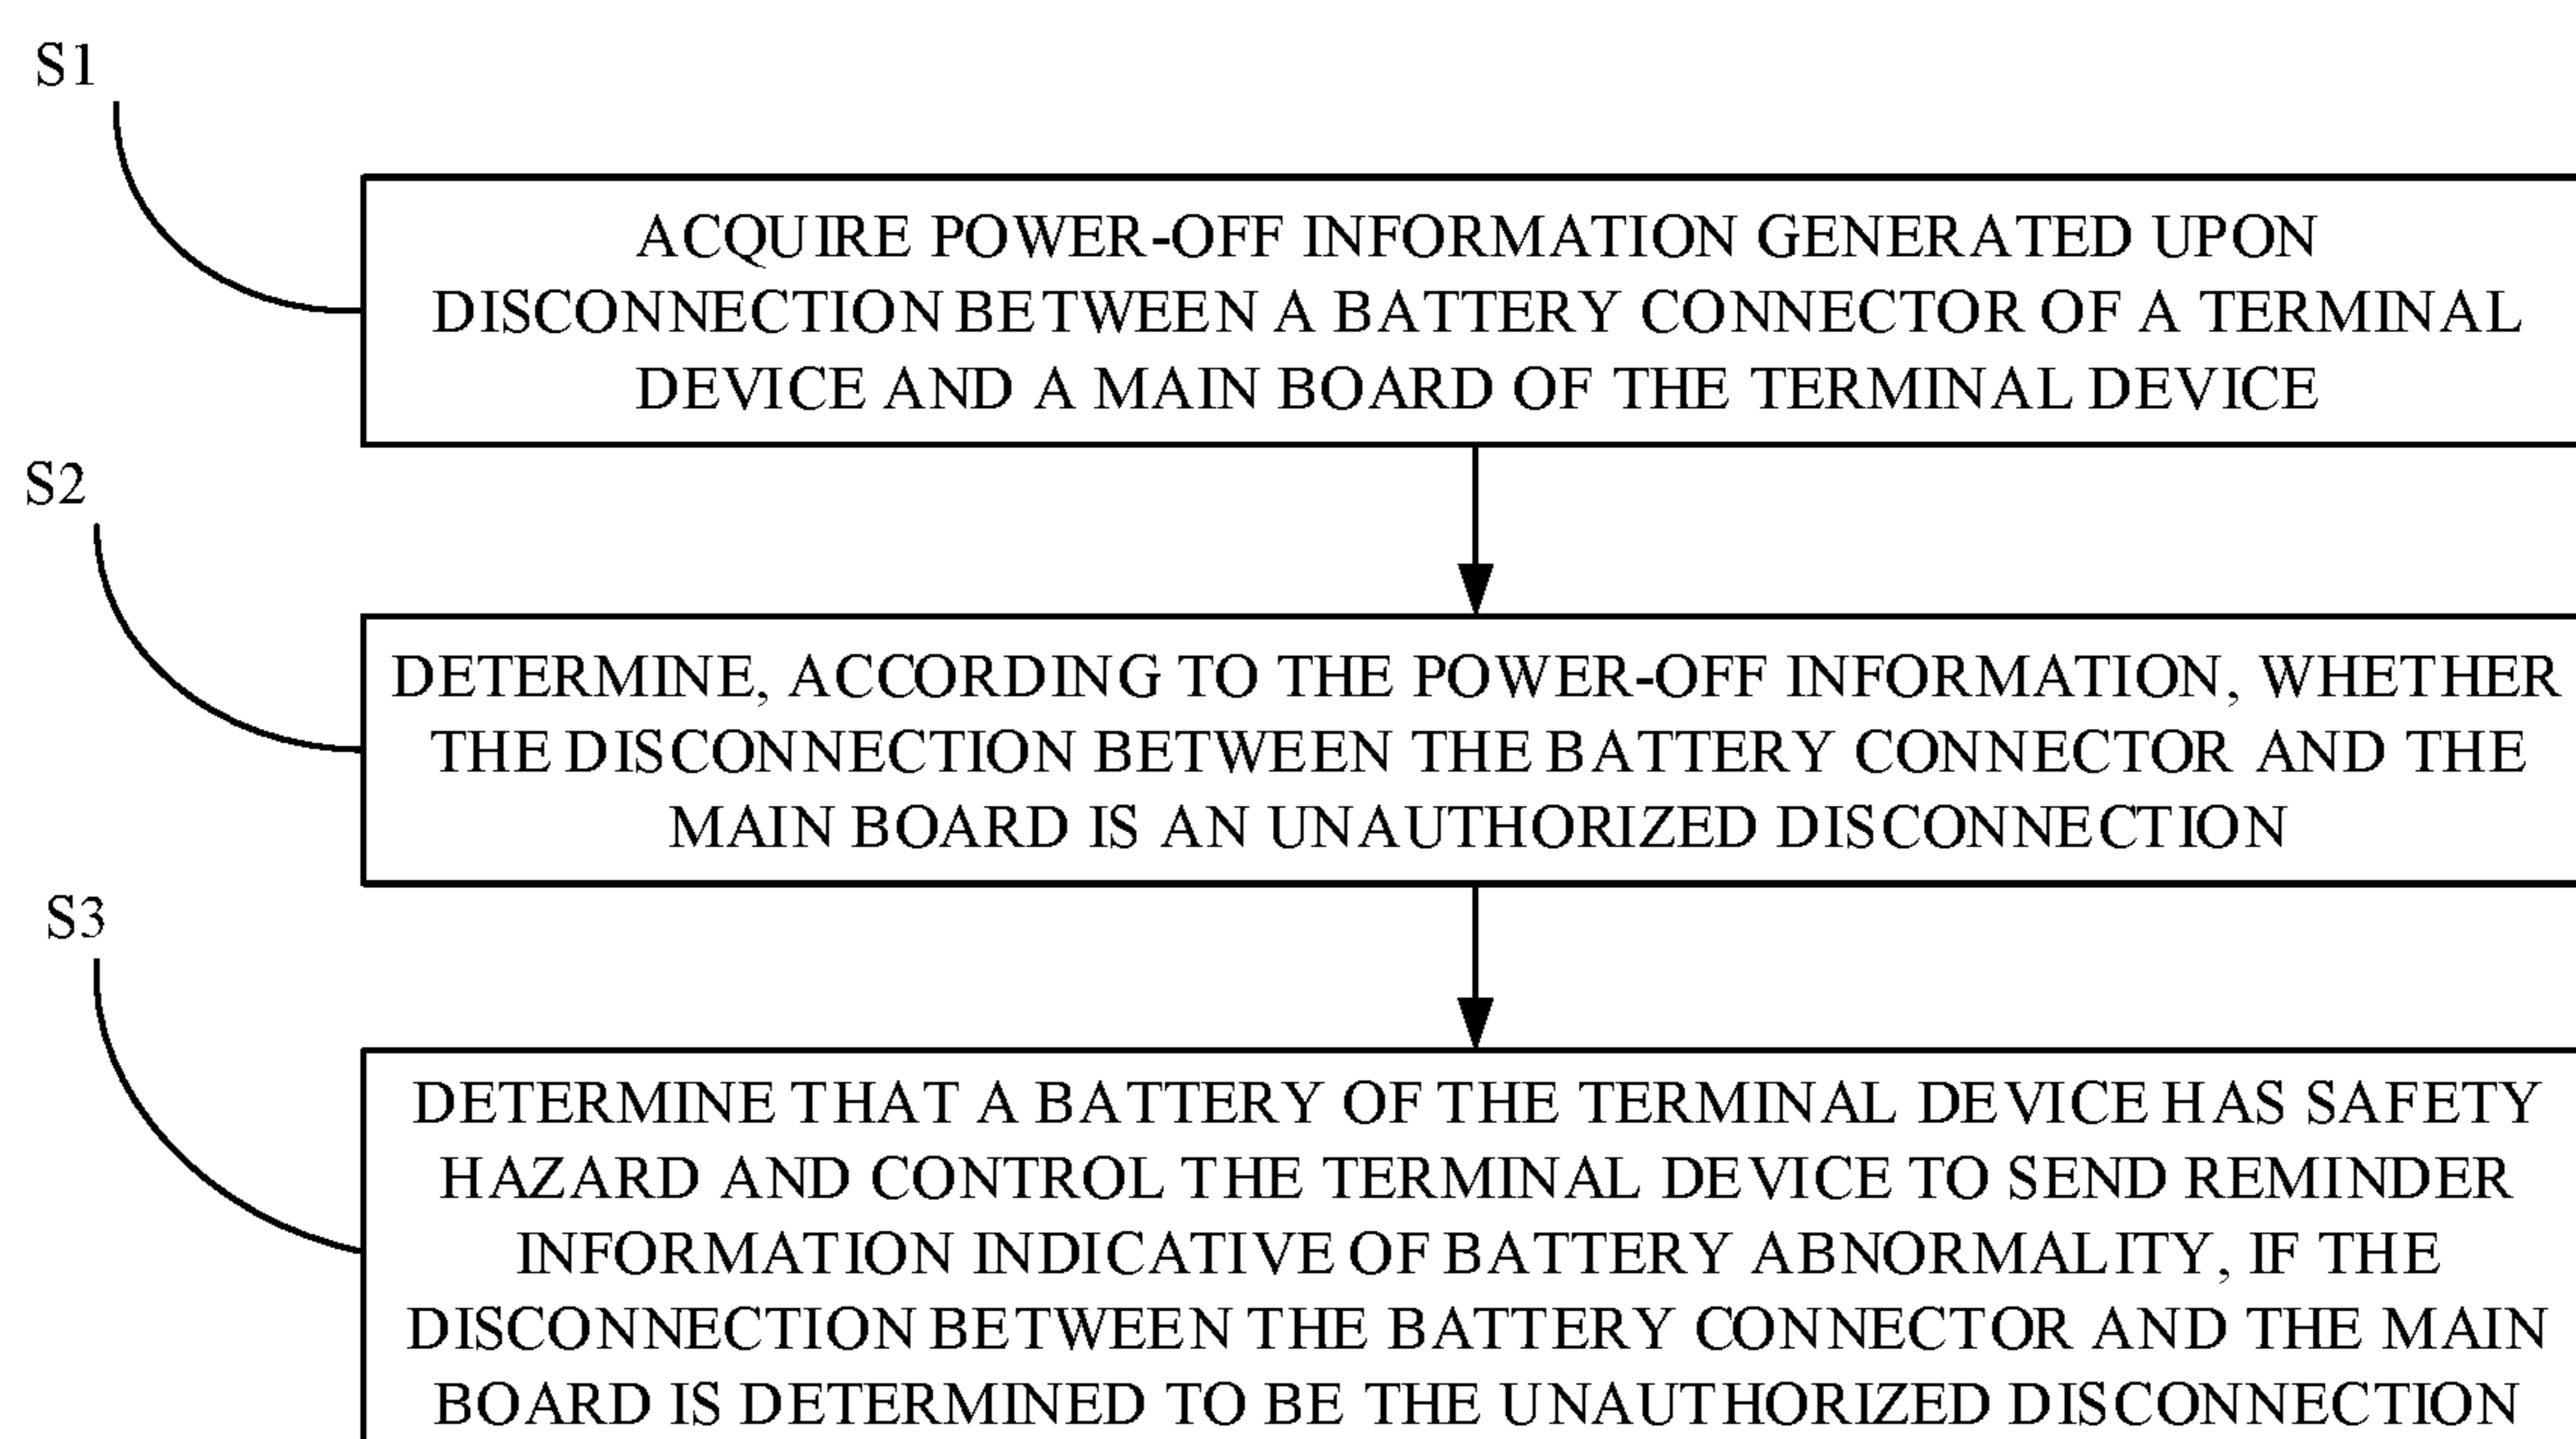 S1
ACQUIRE POWER-OFF INFORMATION GENERATED UPON
DISCONNECTION BETWEEN A BATTERY CONNECTOR OF A TERMINAL
DEVICE AND A MAIN BOARD OF THE TERMINAL DEVICE
S2
DETERMINE, ACCORDING TO THE POWER-OFF INFORMATION, WHETHER
THE DISCONNECTION BETWEEN THE BATTERY CONNECTOR AND THE
MAIN BOARD IS AN UNAUTHORIZED DISCONNECTION
S3
DETERMINE THAT A BATTERY OF THE TERMINAL DEVICE HAS SAFETY
HAZARD AND CONTROL THE TERMINAL DEVICE TO SEND REMINDER
INFORMATION INDICATIVE OF BATTERY ABNORMALITY, IF THE
DISCONNECTION BETWEEN THE BATTERY CONNECTOR AND THE MAIN
BOARD IS DETERMINED TO BE THE UNAUTHORIZED DISCONNECTION